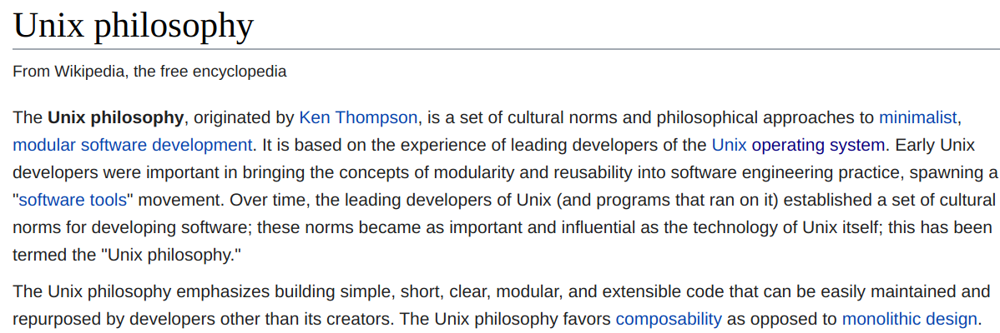 Unix philosophy
From Wikipedia, the free encyclopedia
The Unix philosophy, originated by Ken Thompson, is a set of cultural norms and philosophical approaches to minimalist,
modular software development. It is based on the experience of leading developers of the Unix operating system. Early Unix
developers were important in bringing the concepts of modularity and reusability into software engineering practice, spawning a
"software tools" movement. Over time, the leading developers of Unix (and programs that ran on it) established a set of cultural
norms for developing software; these norms became as important and influential as the technology of Unix itself; this has been
termed the "Unix philosophy."
The Unix philosophy emphasizes building simple, short, clear, modular, and extensible code that can be easily maintained and
repurposed by developers other than its creators. The Unix philosophy favors composability as opposed to monolithic design.